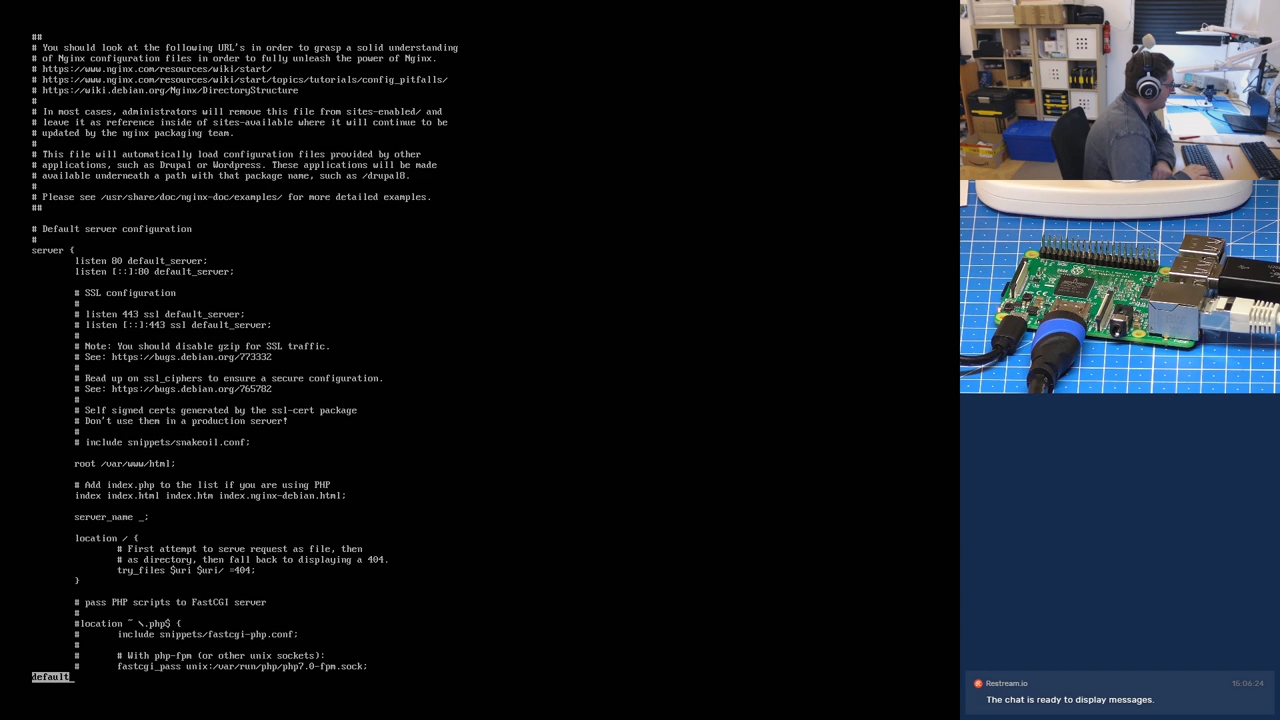 ##
# You should look at the following URL's in order to grasp a solid understanding
# of Nginx configuration files in order to fully unleash the power of Nginx.
# https://www.nginx.com/resources/wiki/start/
# https://www.nginx.com/resources/wiki/start/topics/tutorials/config_pitfalls/
# https://wiki.debian.org/Nginx/DirectoryStructure
#
# In most cases, administrators will remove this file from sites-enabled/ and
# leave it as reference inside of sites-available where it will continue to be
# updated by the nginx packaging team.
#
# This file will automatically load configuration files provided by other
# applications, such as Drupal or Wordpress. These applications will be made
# available underneath a path with that package name, such as /drupal8.
#
# Please see /usr/share/doc/nginx-doc/examples/ for more detailed examples.
##
# Default server configuration
#
server {
listen 80 default_server;
listen [::]:80 default_server;
# SSL configuration
#
# listen 443 ssl default_server;
# listen [::]:443 ssl default_server;
#
# Note: You should disable gzip for SSL traffic.
# See: https://bugs.debian.org/773332
#
# Read up on ssl_ciphers to ensure a secure configuration.
# See: https://bugs.debian.org/765782
#
# Self signed certs generated by the ssl-cert package
# Don't use them in a production server!
#
# include snippets/snakeoil.conf;
root /var/www/html;
# Add index.php to the list if you are using PHP
index index.html index.htm index.nginx-debian.html;
server_name _;
location / {
# First attempt to serve request as file, then
# as directory, then fall back to displaying a 404.
try_files $uri $uri/ =404;
}
# pass PHP scripts to FastCGI server
#
#location ~ \.php$ {
#       include snippets/fastcgi-php.conf;
#
#       # With php-fpm (or other unix sockets):
#       fastcgi_pass unix:/var/run/php/php7.0-fpm.sock;
default_
Restream.io 15:06:24
The chat is ready to display messages.